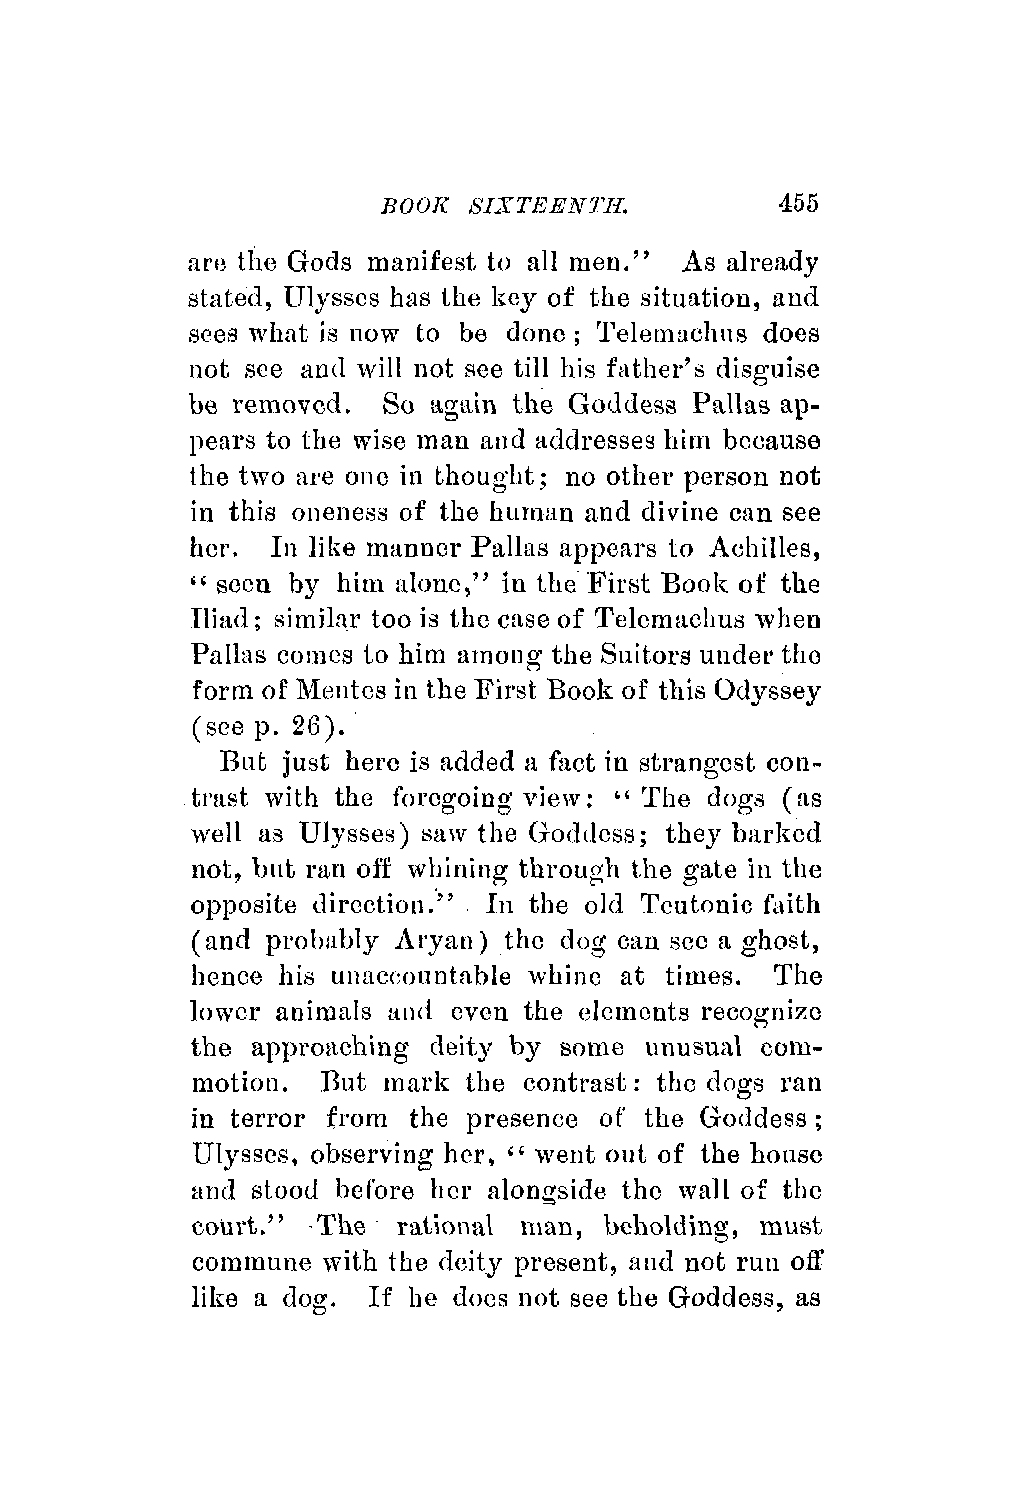 BOOK SIXTEENTH. 455
are the Gods manifest to all men.” As already
stated, Ulysses has the key of the situation, and
sees what is now to be done; Telemachus does
not see and will not see till his father’s disguise
be removed. So again the Goddess Pallas ap-
pears to the wise man and addresses him because
the two are one in thought; no other person not
in this oneness of the human and divine can see
her. In like manner Pallas appears to Achilles,
“seen by him alone,” in the First Book of the
Iliad; similar too is the case of Telemachus when
Pallas comes to him among the Suitors under the
form of Mentes in the First Book of this Odyssey
(see p. 26).
But just here is added a fact in strangest con-
trast with the foregoing view: “The dogs (as
well as Ulysses) saw the Goddess; they barked
not, but ran off whining through the gate in the
opposite direction.” In the old Teutonic faith
(and probably Aryan) the dog can see a ghost,
hence his unaccountable whine at times. The
lower animals and even the elements recognize
the approaching deity by some unusual com-
motion. But mark the contrast: the dogs ran
in terror from the presence of the Goddess;
Ulysses, observing her, “went out of the house
and stood before her alongside the wall of the
court.” The rational man, beholding, must
commune with the deity present, and not run off
like a dog. If he does not see the Goddess, as